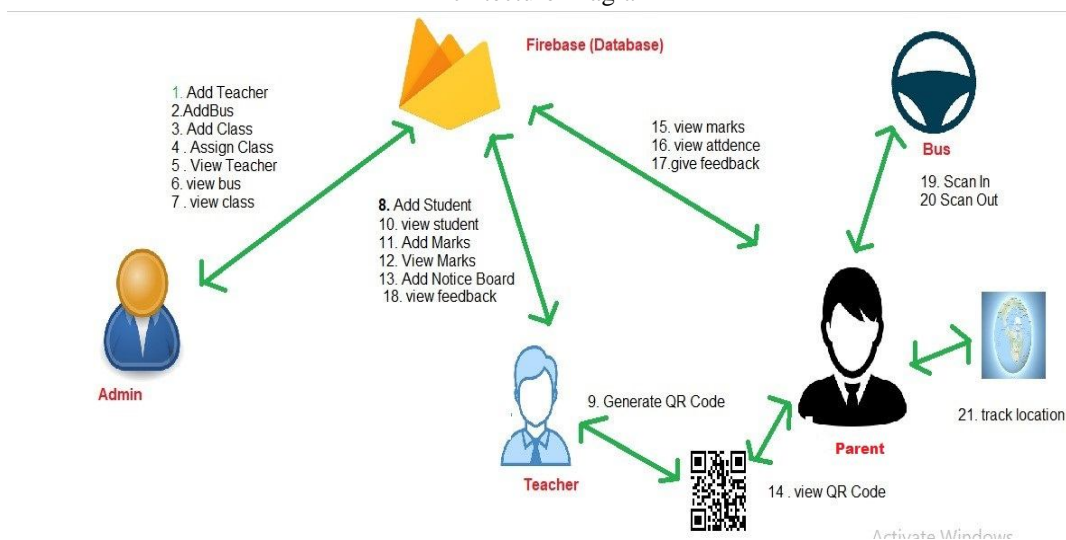 Firebase (Database)
1. Add Teacher
2.AddBus
3. Add Class
4 . Assign Class
5 . View Teacher
6. view bus
7 . view class
15. view marks
16. view attdence
17.give feedback
Bus
19. Scan In
20 Scan Out
8. Add Student
10. view student
11. Add Marks
12. View Marks
13. Add Notice Board
18. view feedback
Admin
9. Generate QR Code
21. track location
Parent
Teacher
14 . view QR Code
Activate Windows